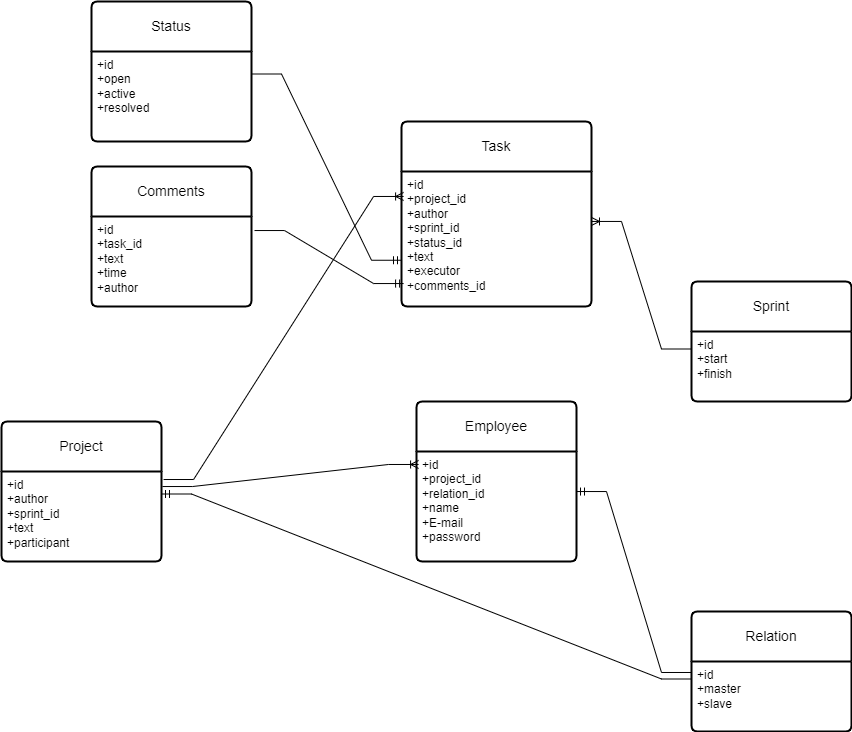 Status
+id
+open
+active
+resolved
Comments
+id
+task_id
+text
+time
+author
Task
+id
+project_id
+author
+sprint_id
+status_id
+text
+executor
+comments_id
Sprint
+id
+start
+finish
Project
+id
+author
+sprint_id
+text
+participant
Employee
+id
+project_id
+relation_id
+name
+E-mail
+password
Relation
+id
+master
+slave